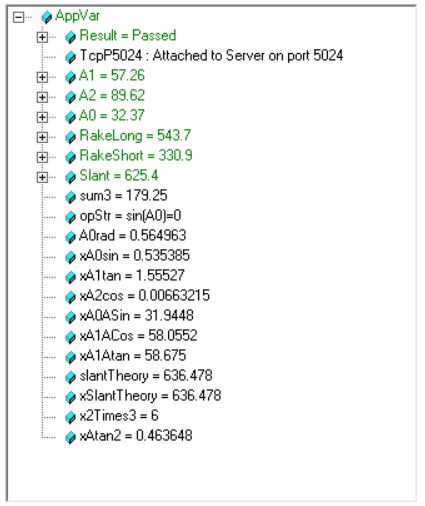 AppVar
Result = Passed
TcpP5024 : Attached to Server on port 5024
A1 = 57.26
A2 = 89.62
A0 = 32.37
RakeLong = 543.7
RakeShort = 330.9
Slant = 625.4
sum3 = 179.25
opStr = sin(A0)=0
A0rad = 0.564963
xA0sin = 0.535385
xA1tan = 1.55527
xA2cos = 0.00663215
xA0ASin = 31.9448
xA1ACos = 58.0552
xA1Atan = 58.675
slantTheory = 636.478
xSlantTheory = 636.478
x2Times3 = 6
xAtan2 = 0.463648